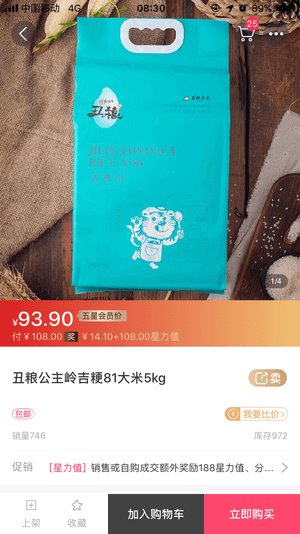 中国移动 4G 08:30 89%
25
丑粮
JAPONICA
RICE № 81
1/4
¥93.90 五星会员价
付¥108.00 奖 ¥14.10+108.00星力值
丑粮公主岭吉粳81大米5kg
卖
包邮
我要比价>
销量746 库存972
促销 [星力值] 销售或自购成交额外奖励188星力值、分...
上架 收藏 加入购物车 立即购买